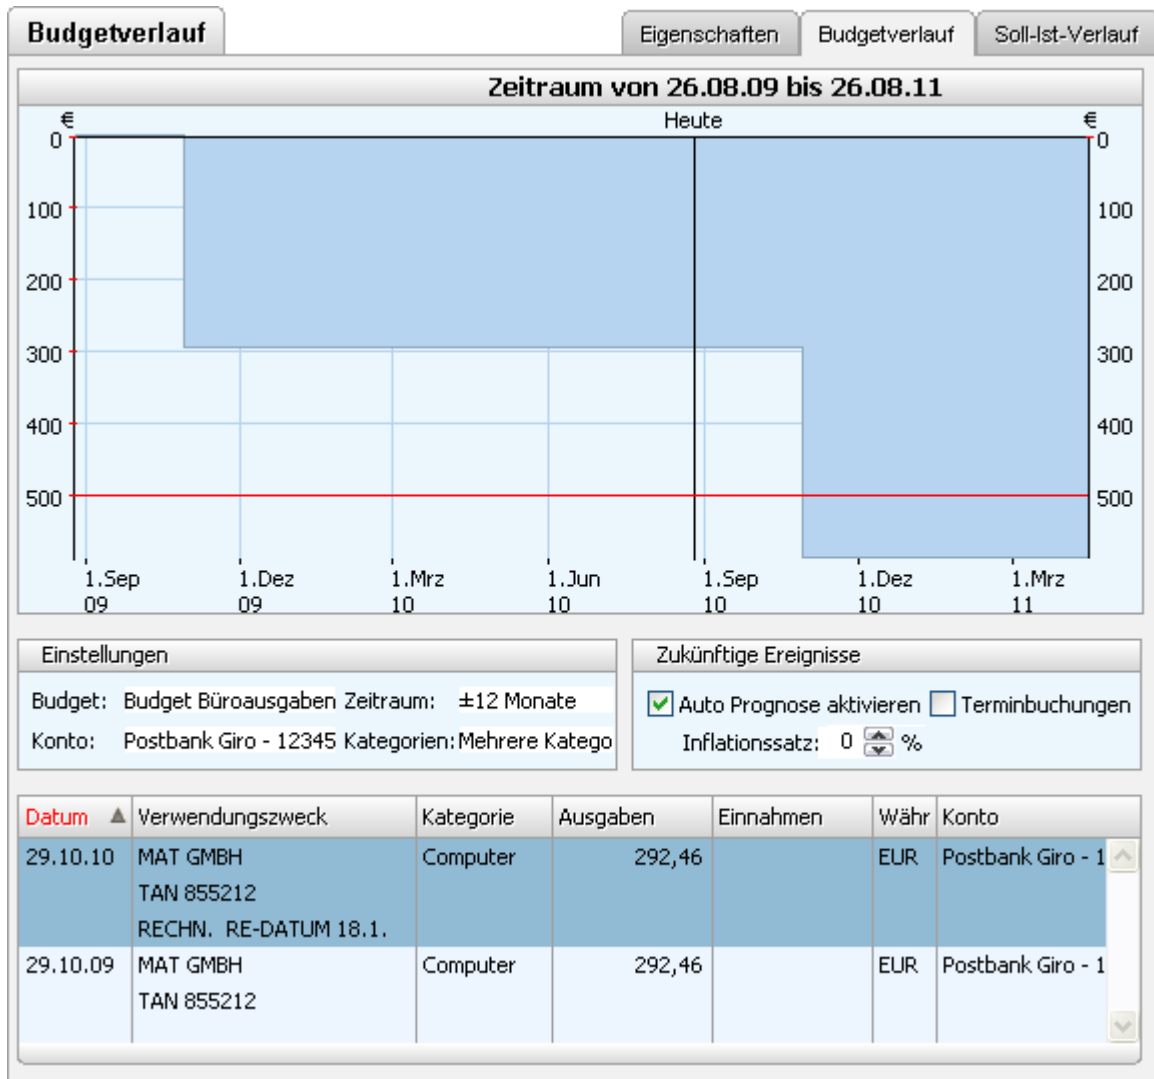 Budgetverlauf
Eigenschaften
Budgetverlauf
Soll-Ist-Verlauf
Zeitraum von 26.08.09 bis 26.08.11
€ Heute €
0 0
100 100
200 200
300 300
400 400
500 500
1.Sep 1.Dez 1.Mrz 1.Jun 1.Sep 1.Dez 1.Mrz
09 09 10 10 10 10 11
Einstellungen
Budget: Budget Büroausgaben Zeitraum: ±12 Monate
Konto: Postbank Giro - 12345 Kategorien: Mehrere Katego
Zukünftige Ereignisse
Auto Prognose aktivieren Terminbuchungen
Inflationssatz: 0 %
Datum Verwendungszweck Kategorie Ausgaben Einnahmen Währ Konto
29.10.10 MAT GMBH Computer 292,46 EUR Postbank Giro - 1
TAN 855212
RECHN. RE-DATUM 18.1.
29.10.09 MAT GMBH Computer 292,46 EUR Postbank Giro - 1
TAN 855212